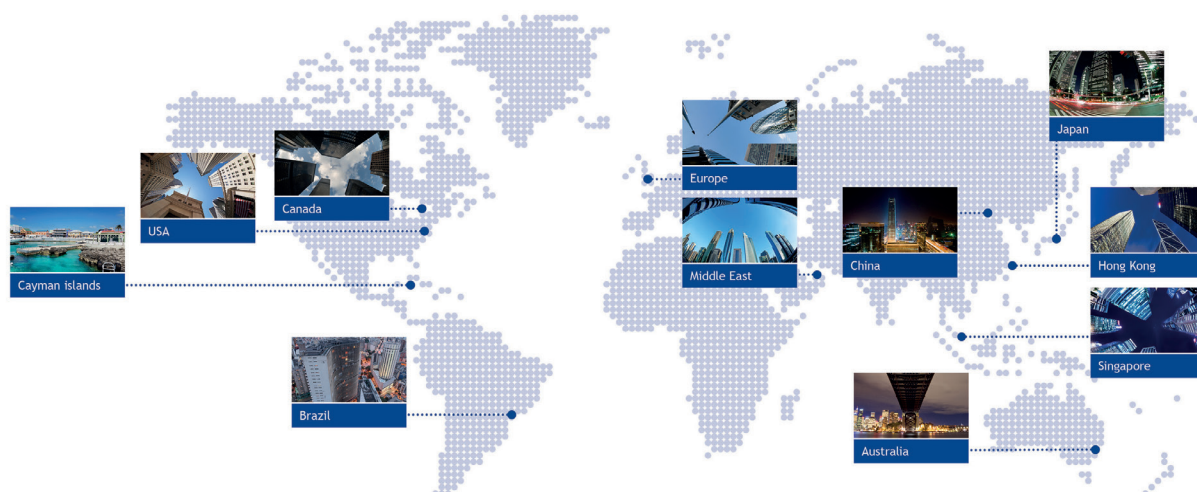 Japan
Europe
Canada
USA
China
Middle East
Hong Kong
Cayman islands
Singapore
Brazil
Australia